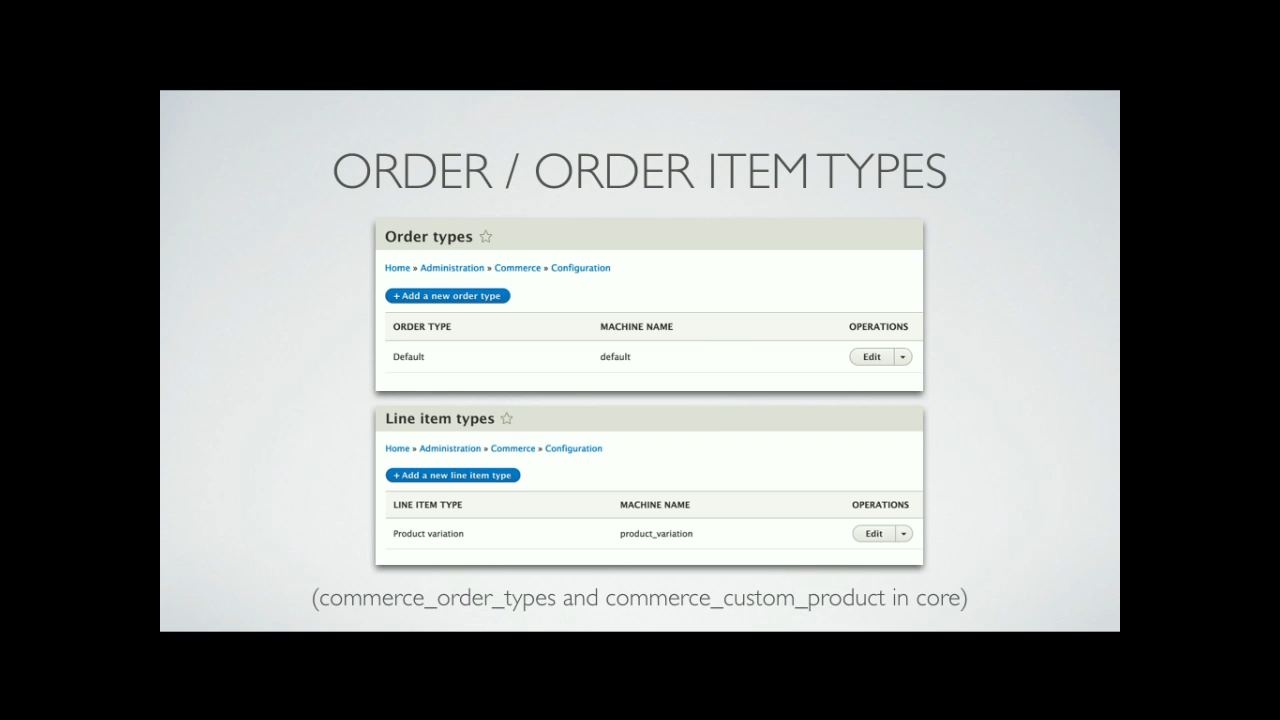 ORDER / ORDER ITEM TYPES
Order types
Home » Administration » Commerce » Configuration
+ Add a new order type
ORDER TYPE MACHINE NAME OPERATIONS
Default default Edit
Line item types
Home » Administration » Commerce » Configuration
+ Add a new line item type
LINE ITEM TYPE MACHINE NAME OPERATIONS
Product variation product_variation Edit
(commerce_order_types and commerce_custom_product in core)